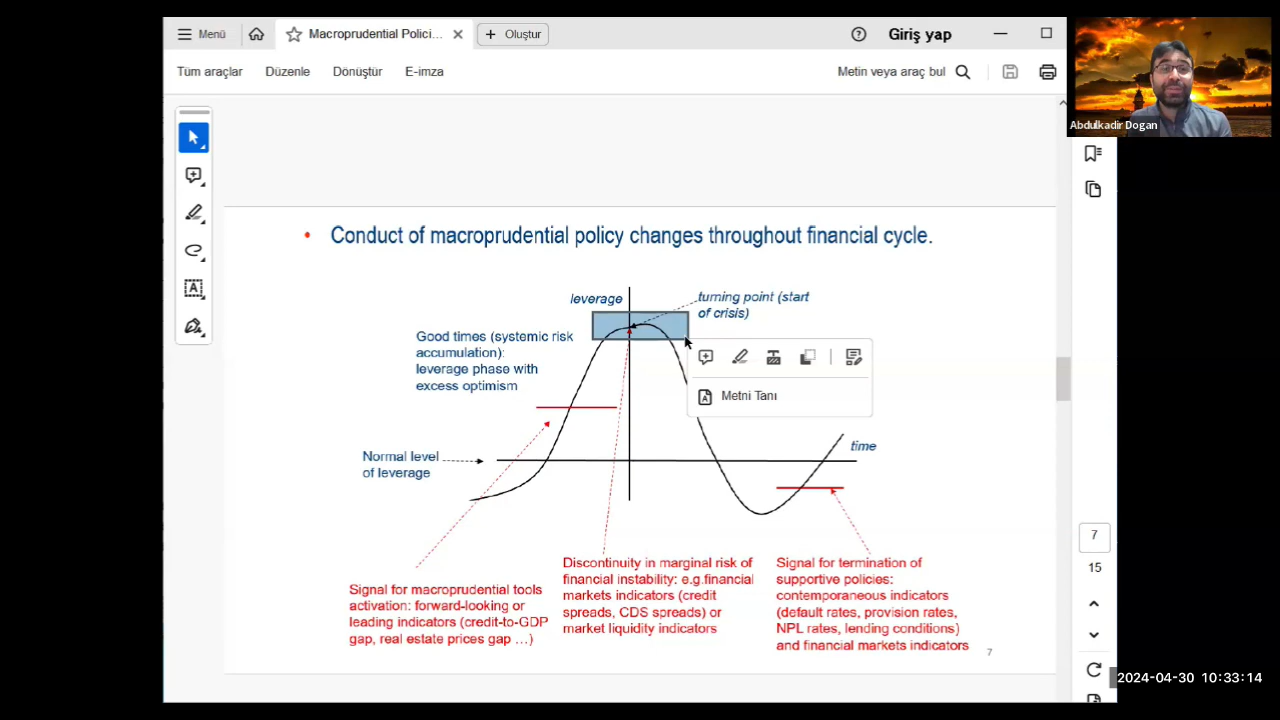 Menü
Macroprudential Polici...
Oluştur
Giriş yap
Tüm araçlar
Düzenle
Dönüştür
E-imza
Metin veya araç bul
Abdulkadir Dogan
• Conduct of macroprudential policy changes throughout financial cycle.
leverage
turning point (start
of crisis)
Good times (systemic risk
accumulation):
leverage phase with
excess optimism
Metni Tanı
Normal level
of leverage
time
Signal for macroprudential tools
activation: forward-looking or
leading indicators (credit-to-GDP
gap, real estate prices gap ...)
Discontinuity in marginal risk of
financial instability: e.g.financial
markets indicators (credit
spreads, CDS spreads) or
market liquidity indicators
Signal for termination of
supportive policies:
contemporaneous indicators
(default rates, provision rates,
NPL rates, lending conditions)
and financial markets indicators
7
7
15
2024-04-30 10:33:14